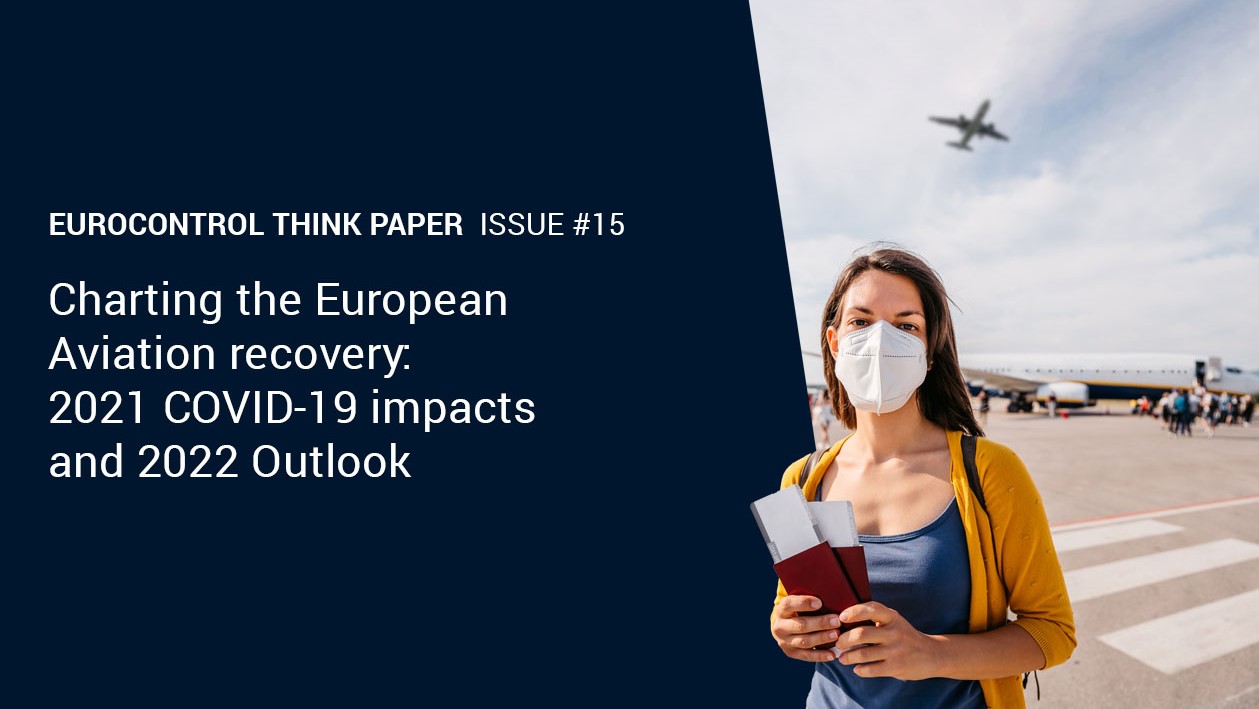 EUROCONTROL THINK PAPER ISSUE #15
Charting the European
Aviation recovery:
2021 COVID-19 impacts
and 2022 Outlook